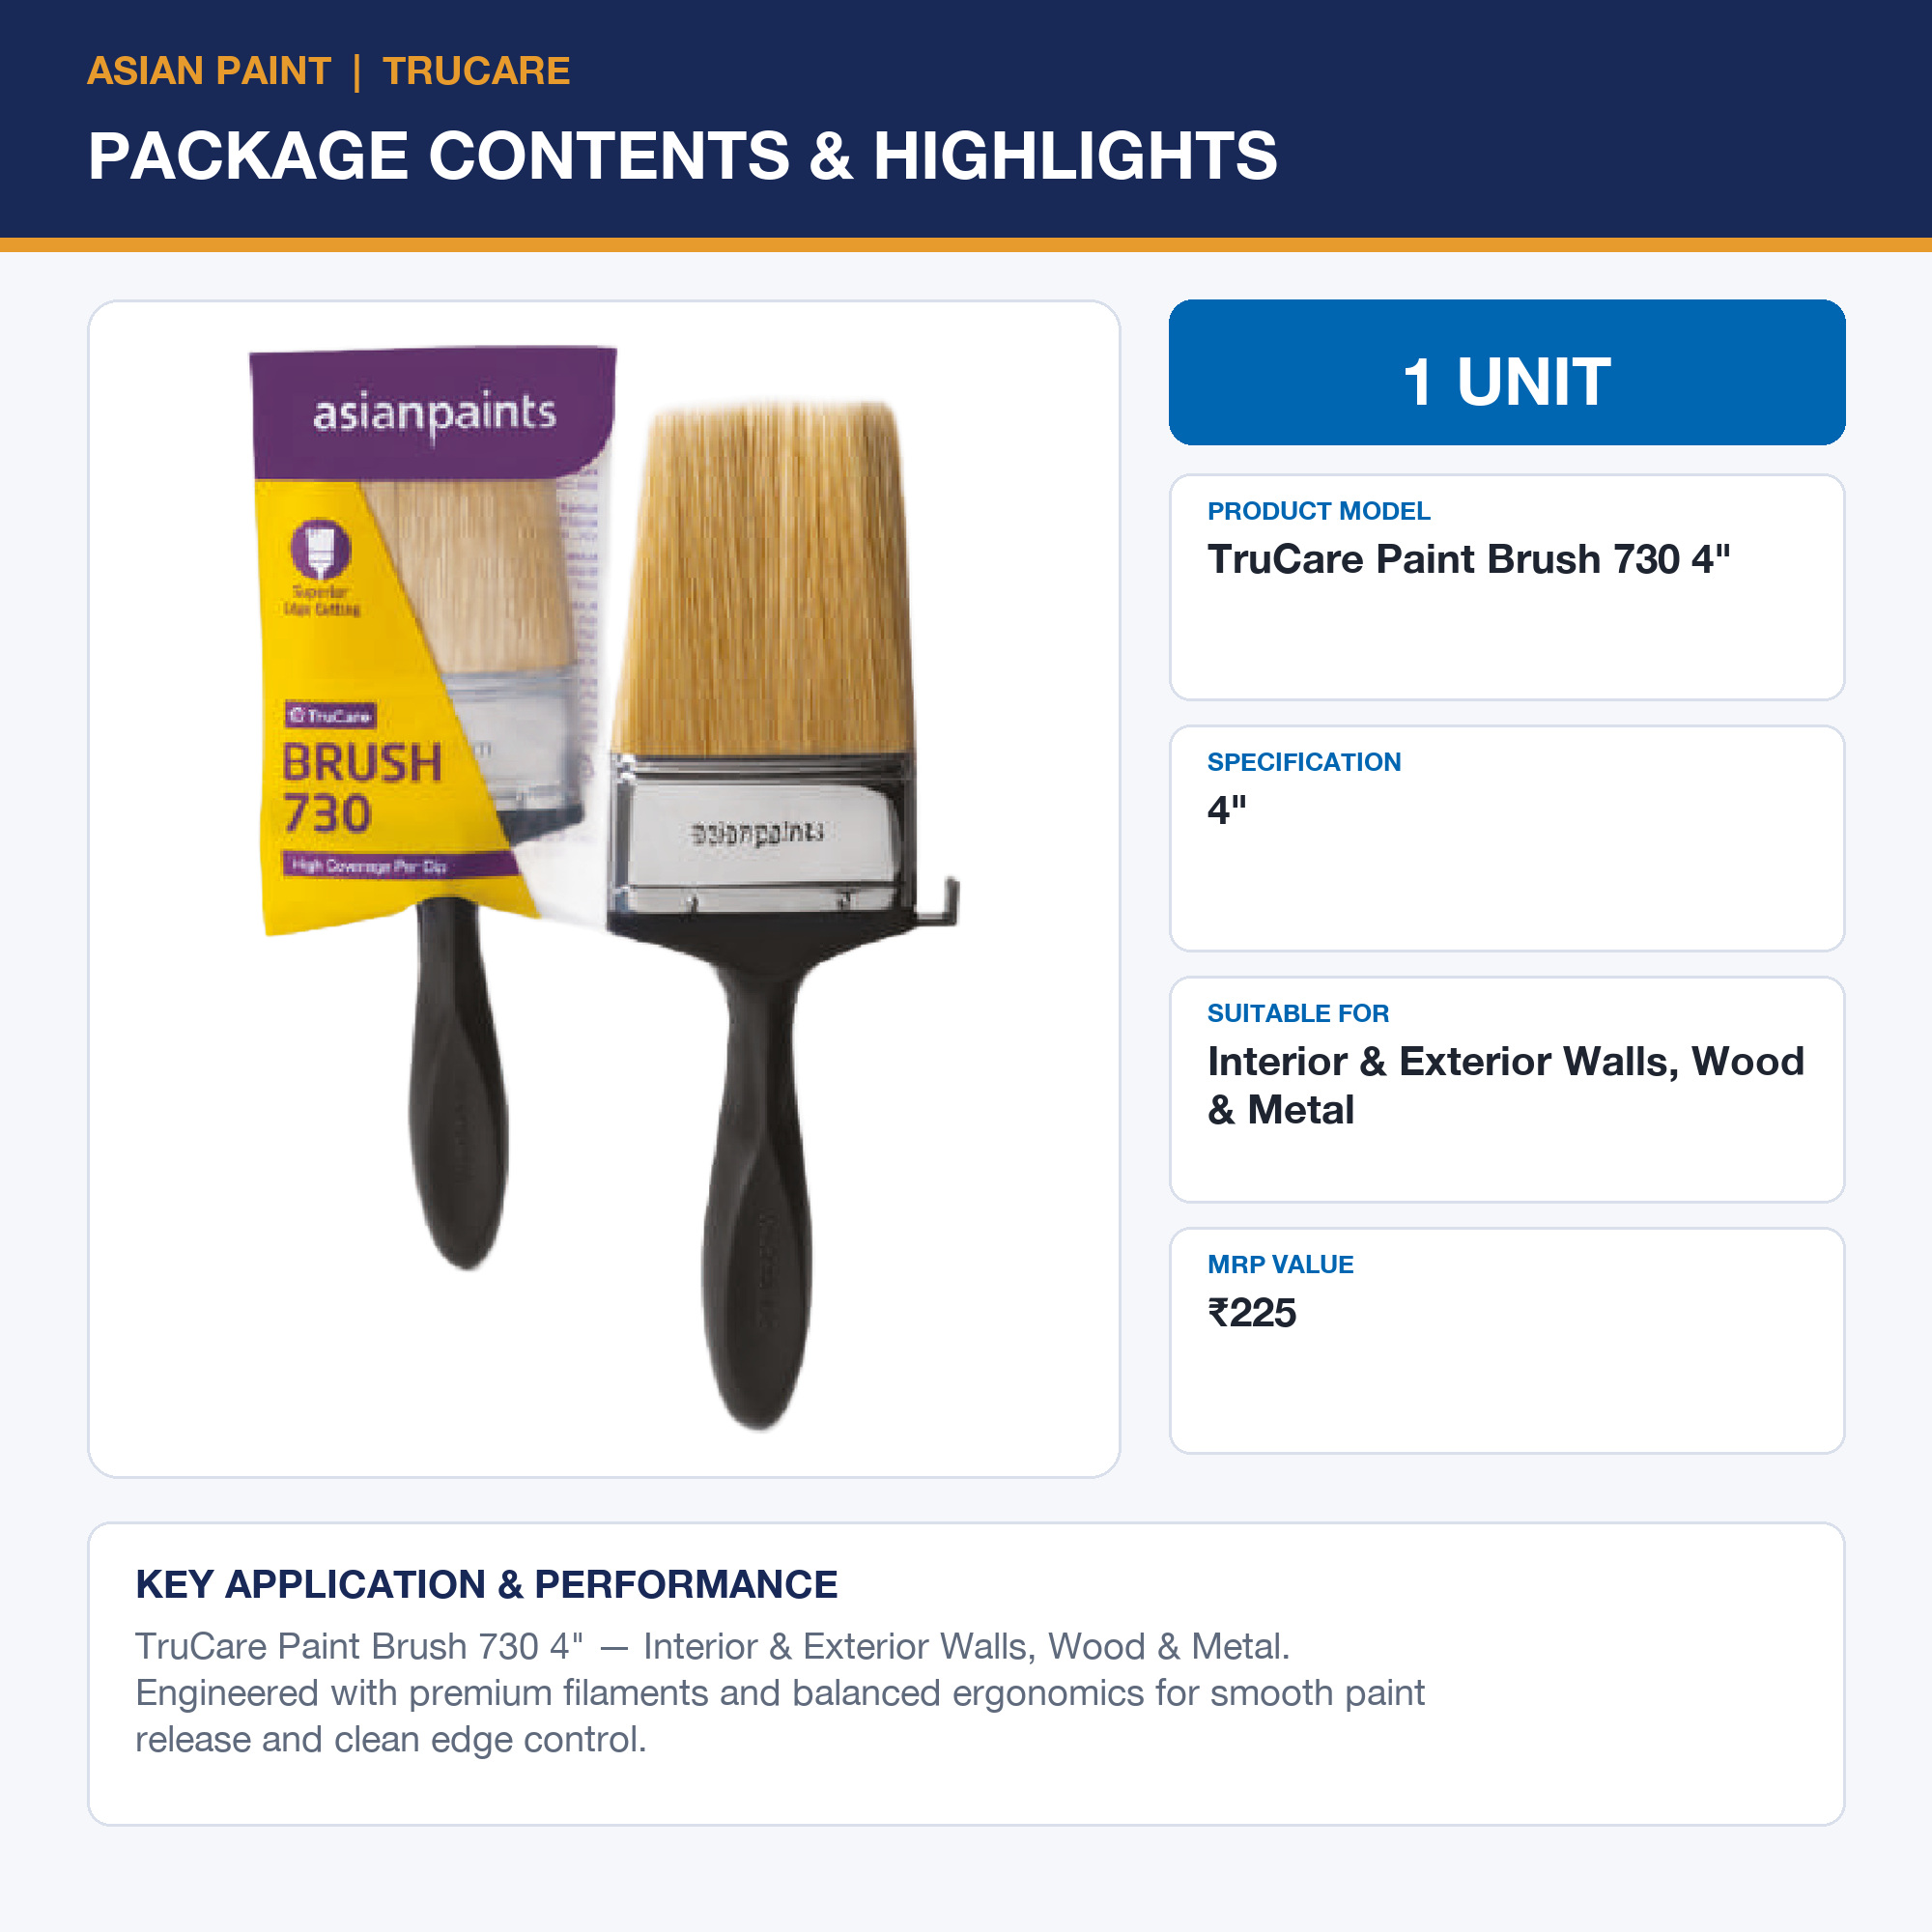 ASIAN PAINT | TRUCARE
PACKAGE CONTENTS & HIGHLIGHTS
asianpaints
Superior
Edge Cutting
TruCare
BRUSH
730
High Coverage Per Dip
asianpaints
1 UNIT
PRODUCT MODEL
TruCare Paint Brush 730 4"
SPECIFICATION
4"
SUITABLE FOR
Interior & Exterior Walls, Wood
& Metal
MRP VALUE
₹225
KEY APPLICATION & PERFORMANCE
TruCare Paint Brush 730 4" — Interior & Exterior Walls, Wood & Metal.
Engineered with premium filaments and balanced ergonomics for smooth paint
release and clean edge control.